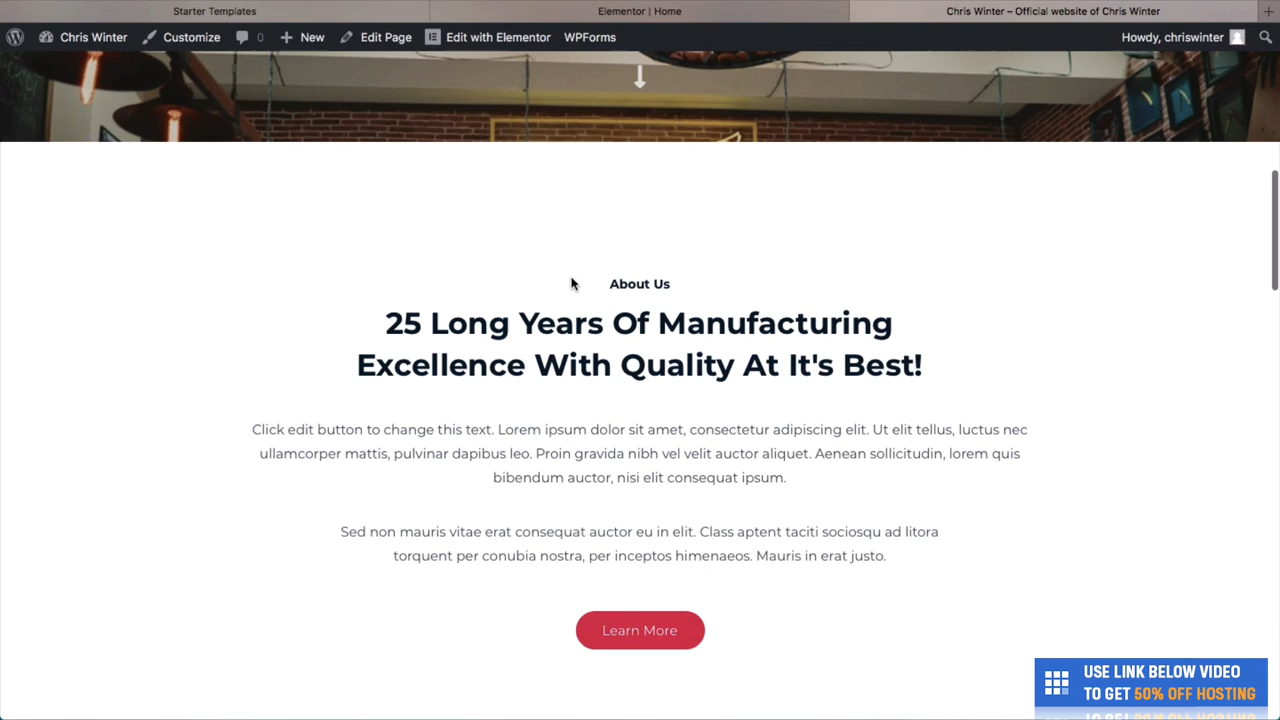 Starter Templates
Elementor | Home
Chris Winter – Official website of Chris Winter
Chris Winter
Customize
0
New
Edit Page
Edit with Elementor
WPForms
Howdy, chriswinter
About Us
25 Long Years Of Manufacturing
Excellence With Quality At It's Best!
Click edit button to change this text. Lorem ipsum dolor sit amet, consectetur adipiscing elit. Ut elit tellus, luctus nec
ullamcorper mattis, pulvinar dapibus leo. Proin gravida nibh vel velit auctor aliquet. Aenean sollicitudin, lorem quis
bibendum auctor, nisi elit consequat ipsum.
Sed non mauris vitae erat consequat auctor eu in elit. Class aptent taciti sociosqu ad litora
torquent per conubia nostra, per inceptos himenaeos. Mauris in erat justo.
Learn More
USE LINK BELOW VIDEO
TO GET 50% OFF HOSTING